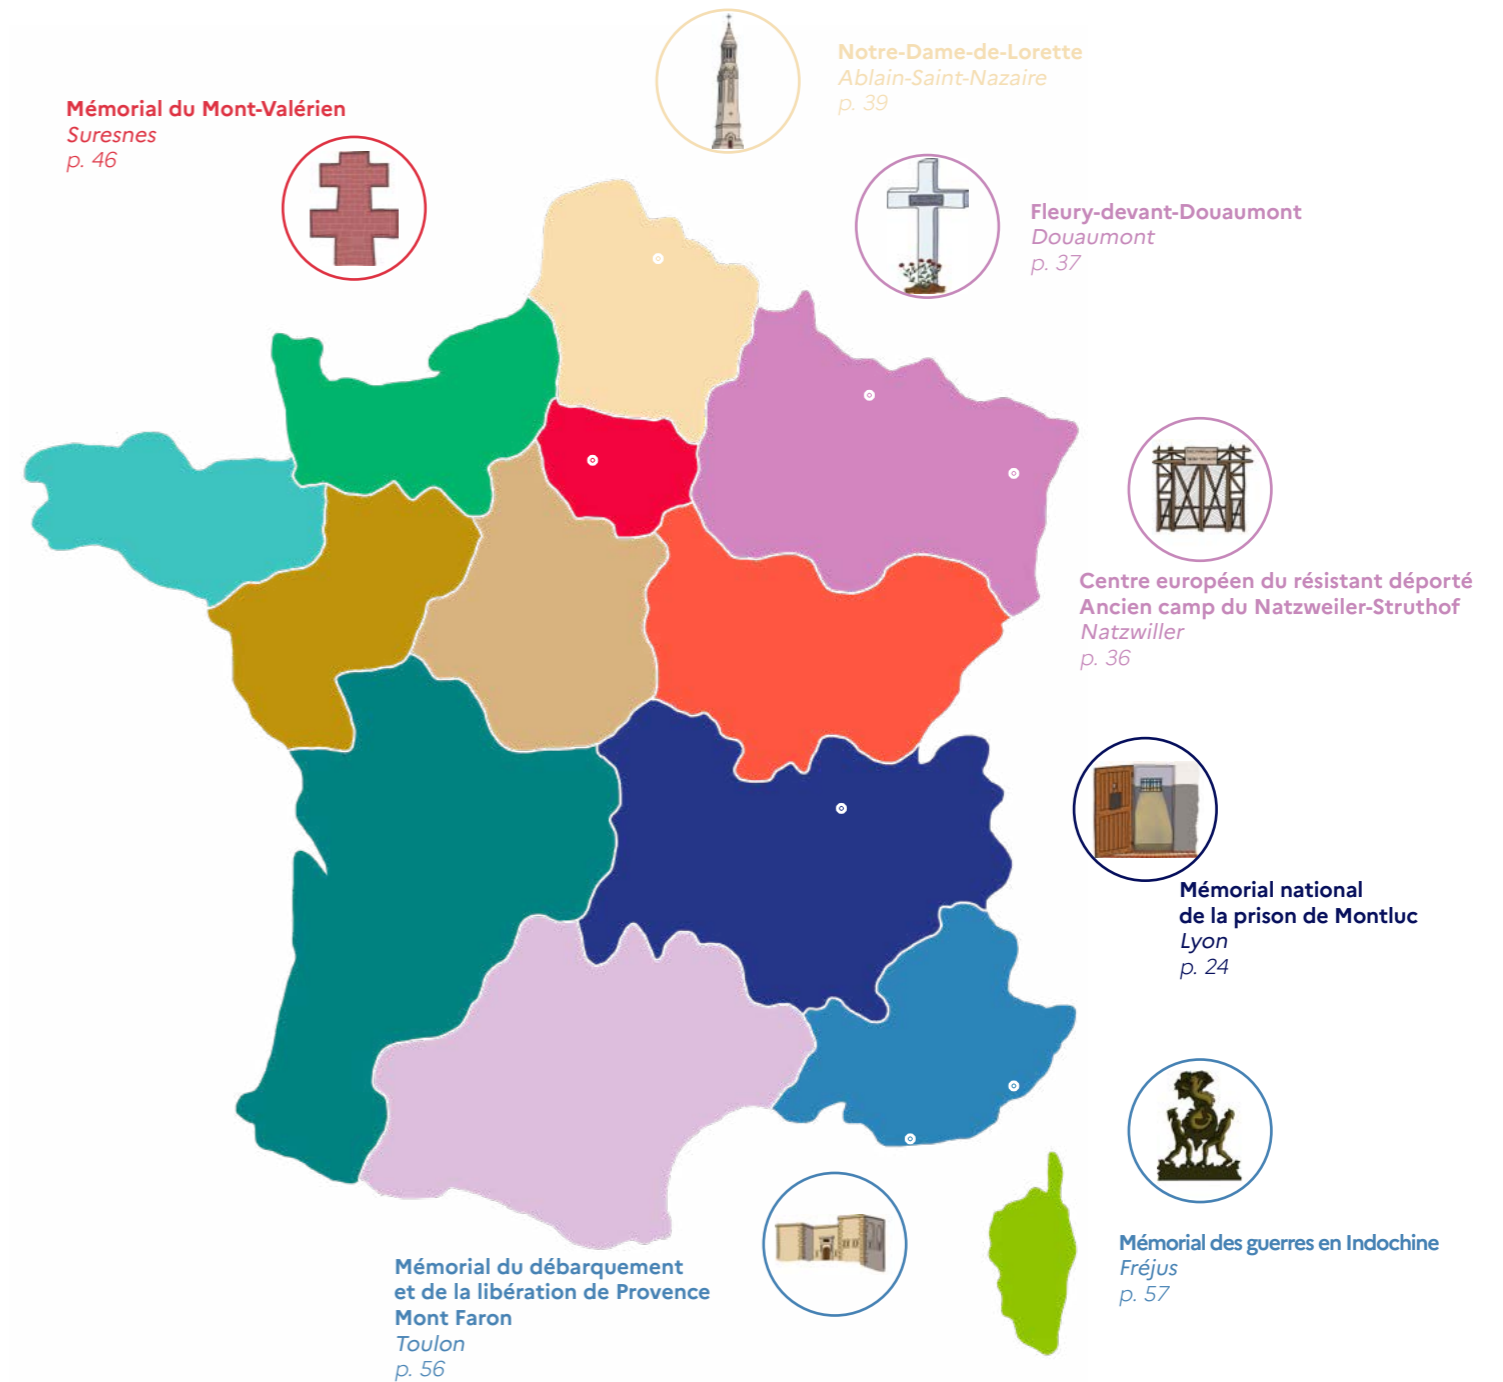 Notre-Dame-de-Lorette
Ablain-Saint-Nazaire
p. 39
Mémorial du Mont-Valérien
Suresnes
p. 46
Fleury-devant-Douaumont
Douaumont
p. 37
Centre européen du résistant déporté
Ancien camp du Natzweiler-Struthof
Natzwiller
p. 36
Mémorial national
de la prison de Montluc
Lyon
p. 24
Mémorial des guerres en Indochine
Fréjus
p. 57
Mémorial du débarquement
et de la libération de Provence
Mont Faron
Toulon
p. 56